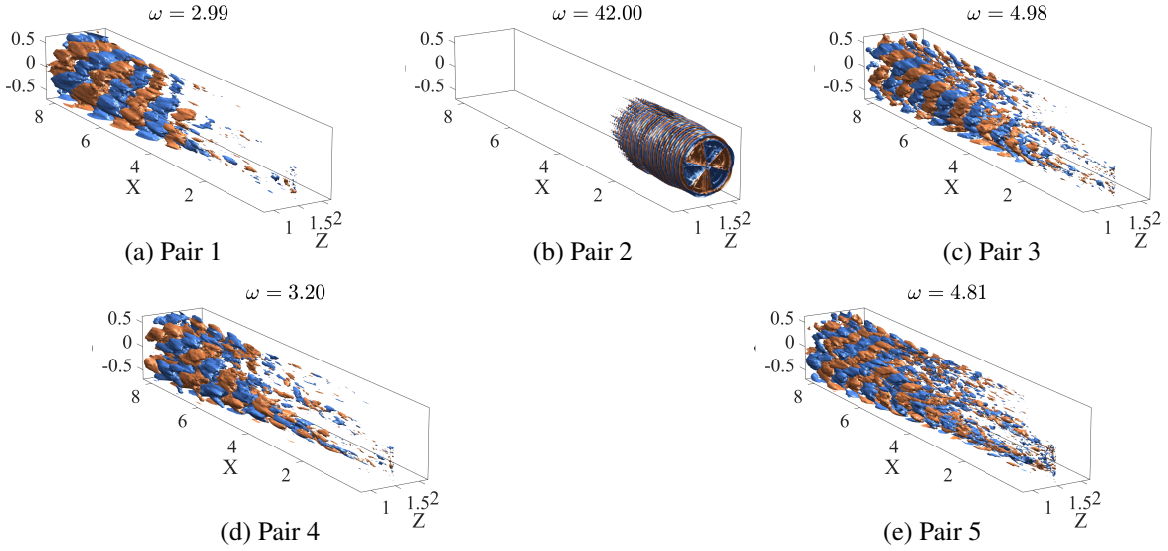 ω = 2.99
0.5
0
-0.5
8
6
4
2
X
1
1.5
2
Z
(a) Pair 1
ω = 42.00
0.5
0
-0.5
8
6
4
2
X
1
1.5
2
Z
(b) Pair 2
ω = 4.98
0.5
0
-0.5
8
6
4
2
X
1
1.5
2
Z
(c) Pair 3
ω = 3.20
0.5
0
-0.5
8
6
4
2
X
1
1.5
2
Z
(d) Pair 4
ω = 4.81
0.5
0
-0.5
8
6
4
2
X
1
1.5
2
Z
(e) Pair 5